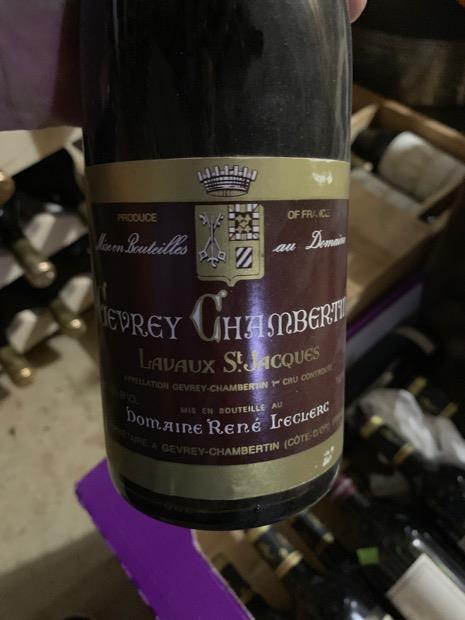 PRODUCE OF FRANCE
Mise en Bouteilles au Domaine
GEVREY CHAMBERTIN
LAVAUX ST JACQUES
APPELLATION GEVREY-CHAMBERTIN 1ER CRU CONTROLÉE
VOL.
MIS EN BOUTEILLE AU
DOMAINE RENÉ LECLERC
A GEVREY-CHAMBERTIN (CÔTE-D'OR)